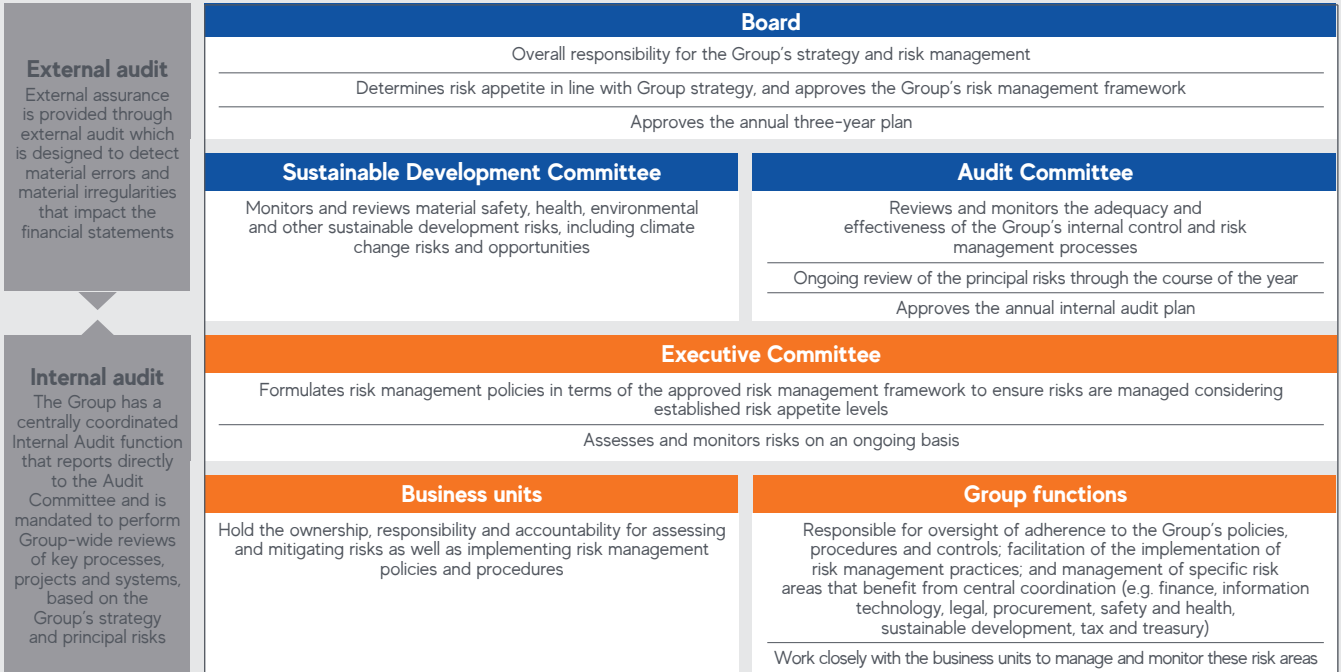 External audit
External assurance
is provided through
external audit which
is designed to detect
material errors and
material irregularities
that impact the
financial statements
Internal audit
The Group has a
centrally coordinated
Internal Audit function
that reports directly
to the Audit
Committee and is
mandated to perform
Group-wide reviews
of key processes,
projects and systems,
based on the
Group's strategy
and principal risks
Board
Overall responsibility for the Group's strategy and risk management
Determines risk appetite in line with Group strategy, and approves the Group's risk management framework
Approves the annual three-year plan
Sustainable Development Committee
Monitors and reviews material safety, health, environmental
and other sustainable development risks, including climate
change risks and opportunities
Audit Committee
Reviews and monitors the adequacy and
effectiveness of the Group's internal control and risk
management processes
Ongoing review of the principal risks through the course of the year
Approves the annual internal audit plan
Executive Committee
Formulates risk management policies in terms of the approved risk management framework to ensure risks are managed considering
established risk appetite levels
Assesses and monitors risks on an ongoing basis
Business units
Hold the ownership, responsibility and accountability for assessing
and mitigating risks as well as implementing risk management
policies and procedures
Group functions
Responsible for oversight of adherence to the Group's policies,
procedures and controls; facilitation of the implementation of
risk management practices; and management of specific risk
areas that benefit from central coordination (e.g. finance, information
technology, legal, procurement, safety and health,
sustainable development, tax and treasury)
Work closely with the business units to manage and monitor these risk areas